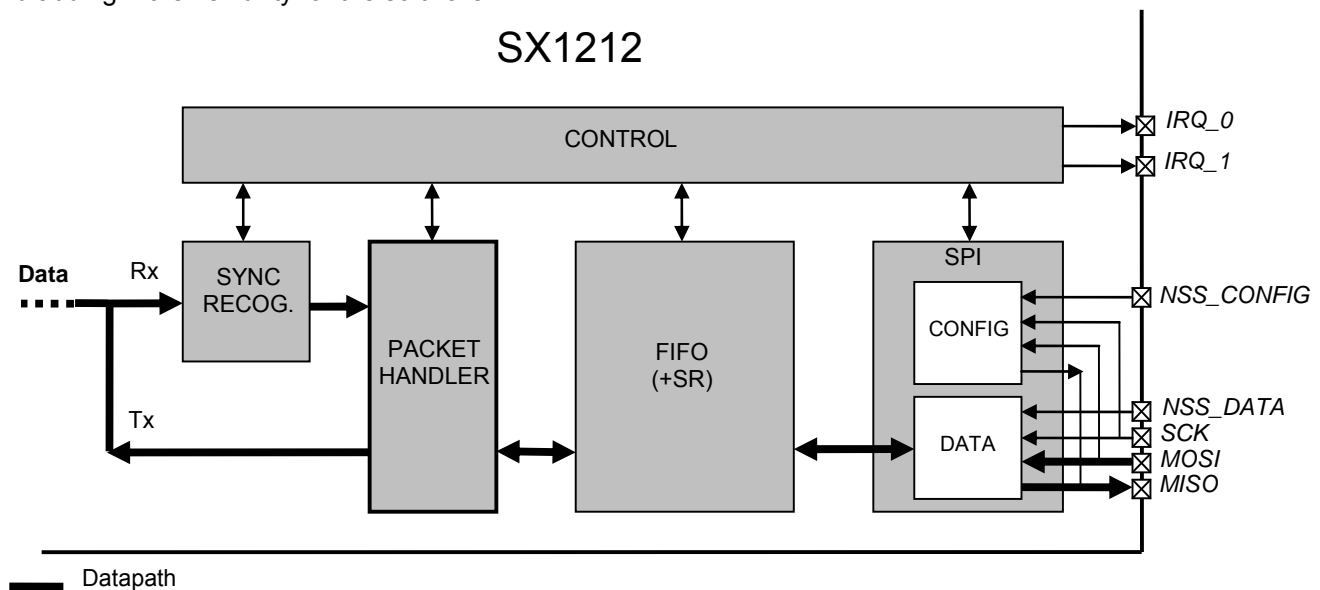 SX1212
CONTROL
IRQ_0
IRQ_1
Data
Rx
SYNC
RECOG.
PACKET
HANDLER
FIFO
(+SR)
SPI
CONFIG
DATA
NSS_CONFIG
NSS_DATA
SCK
MOSI
MISO
Tx
Datapath